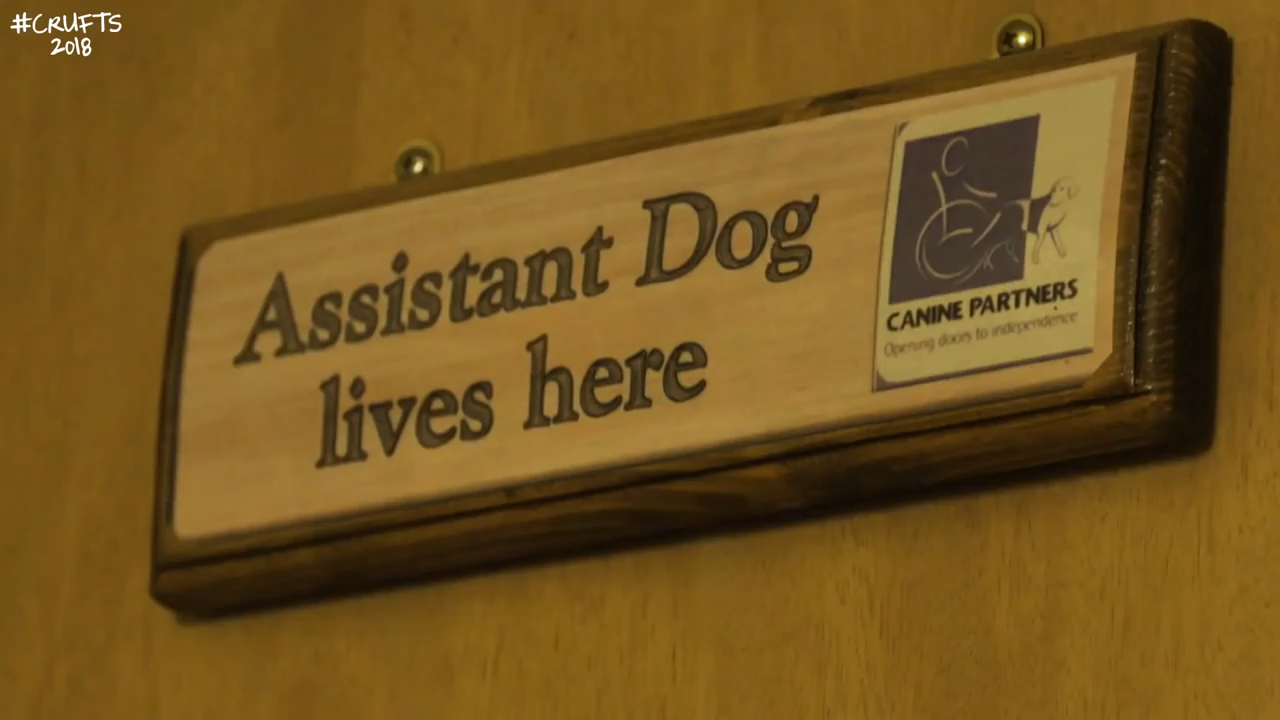 #CRUFTS
2018
Assistant Dog
lives here
CANINE PARTNERS
Opening doors to independence